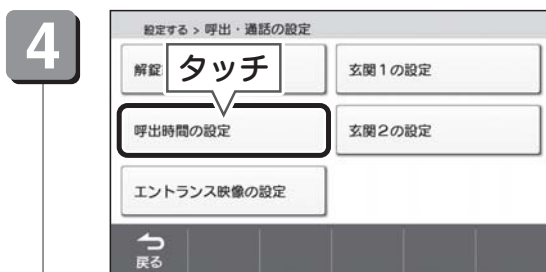 4
設定する > 呼出・通話の設定
解錠
タッチ
玄関1の設定
呼出時間の設定
玄関2の設定
エントランス映像の設定
戻る